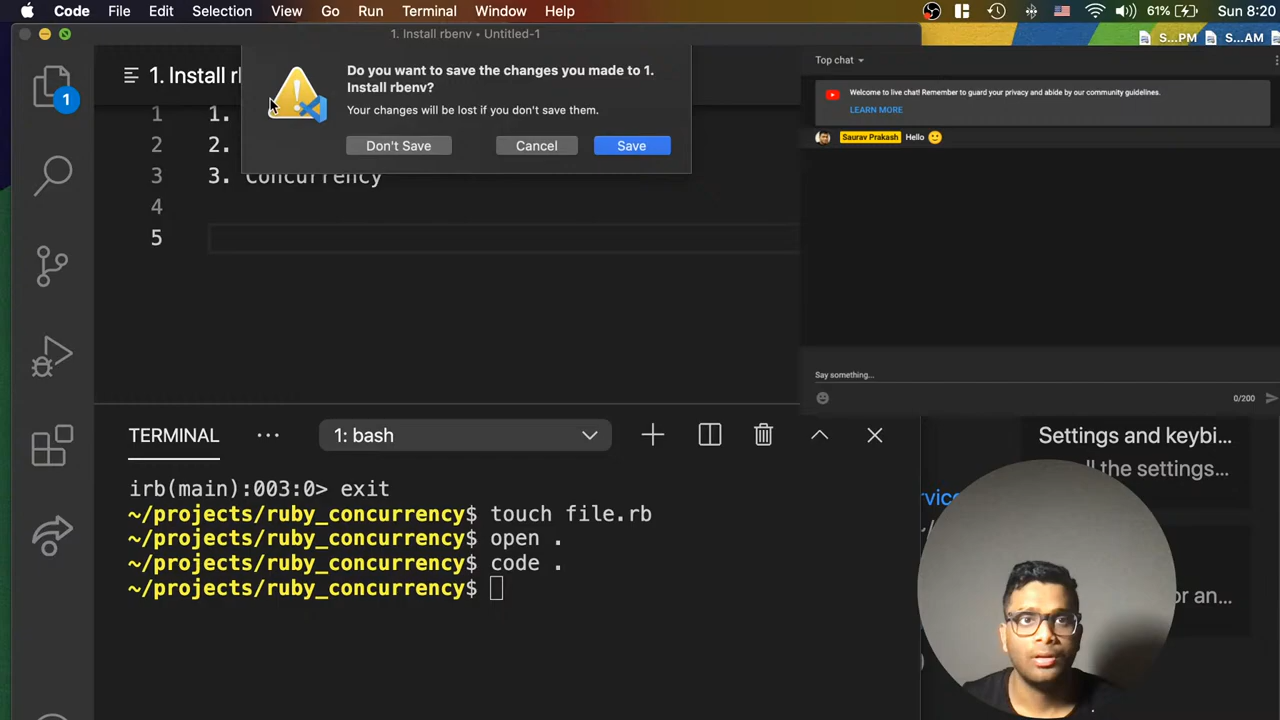 Code File Edit Selection View Go Run Terminal Window Help 61% Sun 8:20
1. Install rbenv • Untitled-1
S...PM S...AM
1. Install rl
Do you want to save the changes you made to 1.
Install rbenv?
Your changes will be lost if you don't save them.
Don't Save Cancel Save
1
1 1.
2 2.
3 3. Concurrency
4
5
Top chat
Welcome to live chat! Remember to guard your privacy and abide by our community guidelines.
LEARN MORE
Saurav Prakash Hello
Say something...
0/200
TERMINAL ... 1: bash
irb(main):003:0> exit
~/projects/ruby_concurrency$ touch file.rb
~/projects/ruby_concurrency$ open .
~/projects/ruby_concurrency$ code .
~/projects/ruby_concurrency$
Settings and keybi...
ll the settings...
rvice
or an...